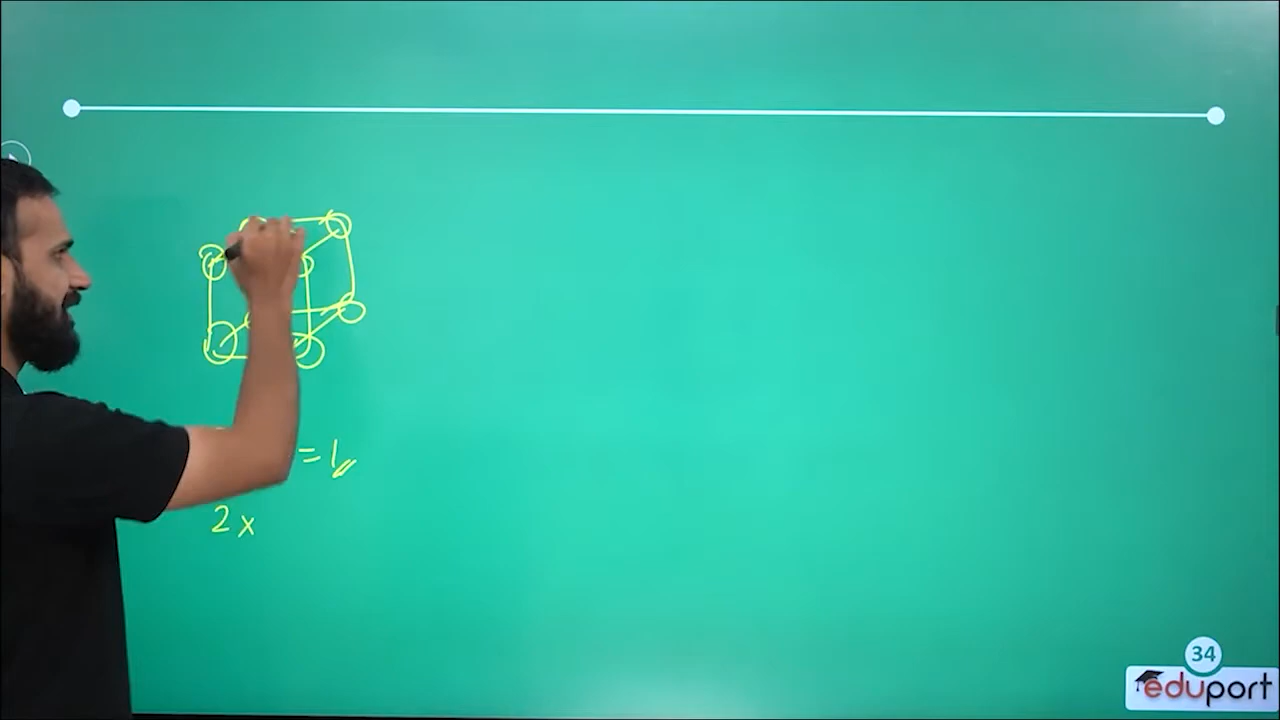 = 1
2 x
34
eduport